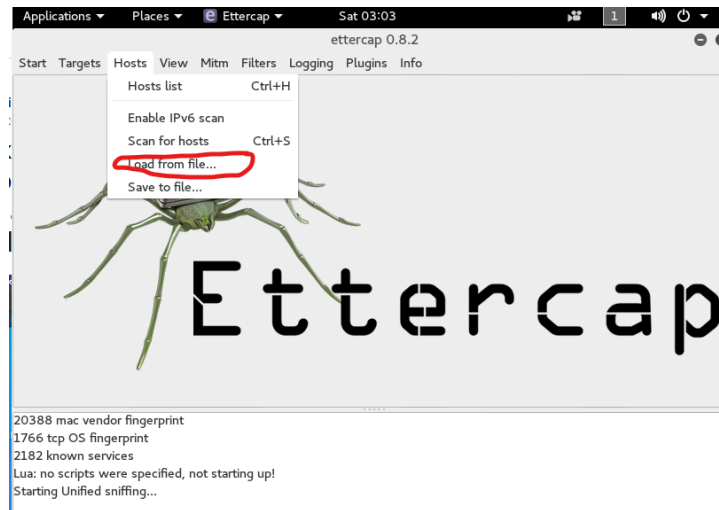 Applications Places Ettercap Sat 03:03 1
ettercap 0.8.2
Start Targets Hosts View Mitm Filters Logging Plugins Info
Hosts list Ctrl+H
Enable IPv6 scan
Scan for hosts Ctrl+S
Load from file...
Save to file...
Ettercap
20388 mac vendor fingerprint
1766 tcp OS fingerprint
2182 known services
Lua: no scripts were specified, not starting up!
Starting Unified sniffing...